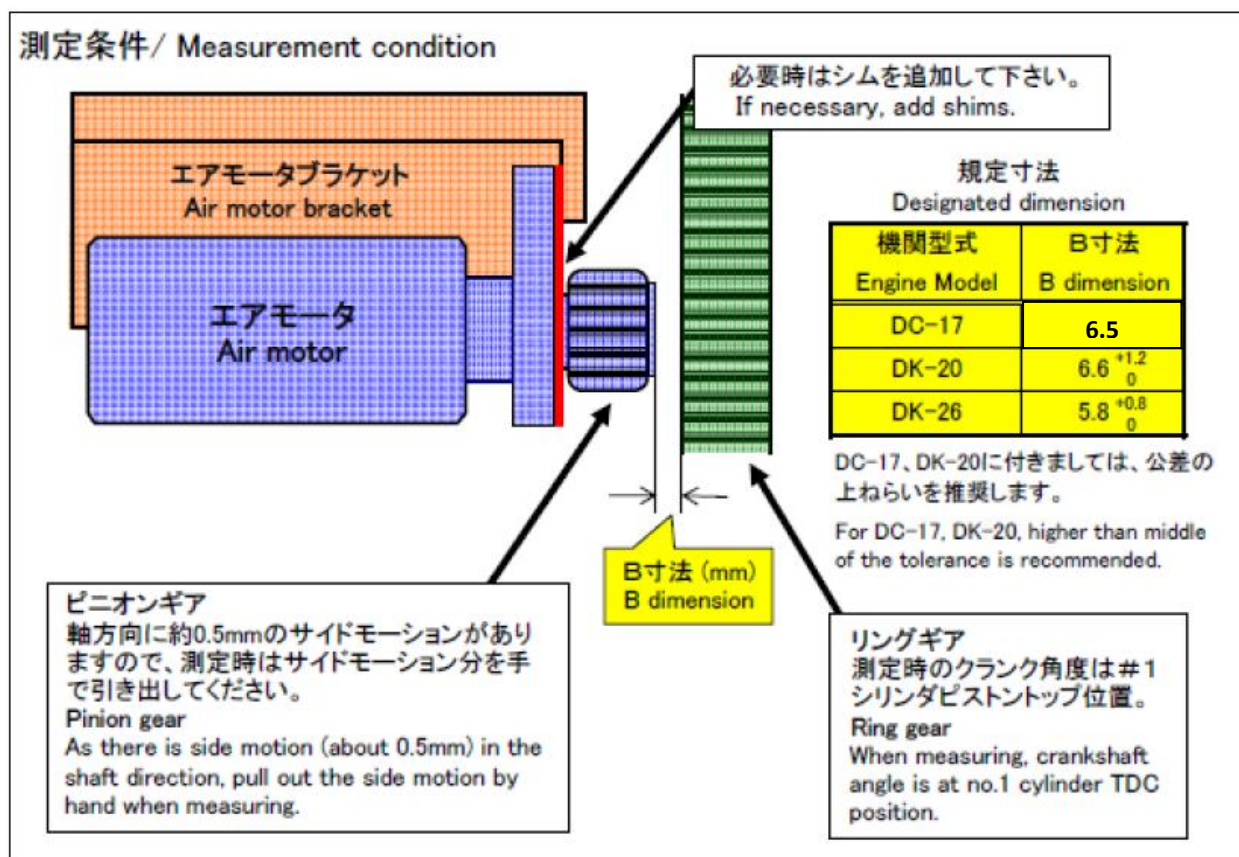 測定条件/ Measurement condition
必要時はシムを追加して下さい。
If necessary, add shims.
エアモータブラケット
Air motor bracket
エアモータ
Air motor
規定寸法
Designated dimension
機関型式 B寸法
Engine Model B dimension
DC-17 6.5
DK-20 6.6 +1.2 0
DK-26 5.8 +0.8 0
DC-17、DK-20に付きましては、公差の
上ねらいを推奨します。
For DC-17, DK-20, higher than middle
of the tolerance is recommended.
B寸法 (mm)
B dimension
ピニオンギア
軸方向に約0.5mmのサイドモーションがあり
ますので、測定時はサイドモーション分を手
で引き出してください。
Pinion gear
As there is side motion (about 0.5mm) in the
shaft direction, pull out the side motion by
hand when measuring.
リングギア
測定時のクランク角度は#1
シリンダピストントップ位置。
Ring gear
When measuring, crankshaft
angle is at no.1 cylinder TDC
position.